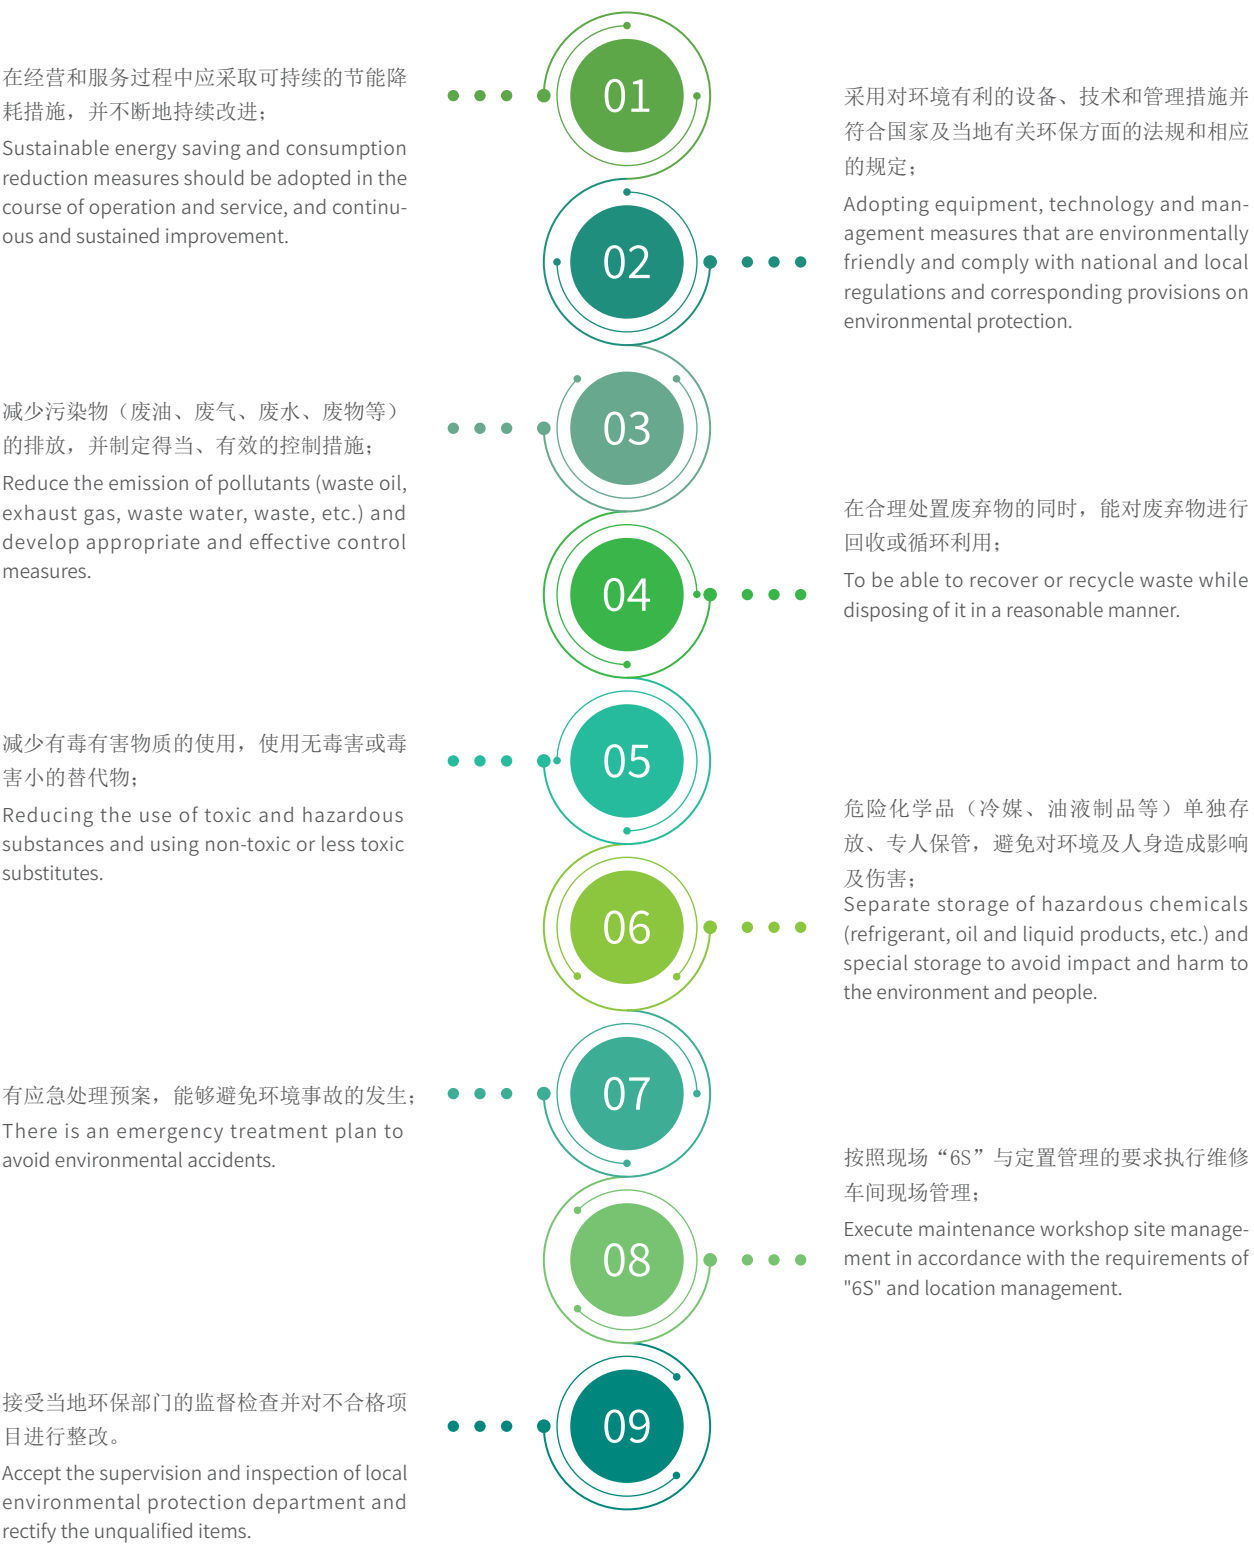 01
在经营和服务过程中应采取可持续的节能降
耗措施，并不断地持续改进；
Sustainable energy saving and consumption
reduction measures should be adopted in the
course of operation and service, and continu-
ous and sustained improvement.
02
采用对环境有利的设备、技术和管理措施并
符合国家及当地有关环保方面的法规和相应
的规定；
Adopting equipment, technology and man-
agement measures that are environmentally
friendly and comply with national and local
regulations and corresponding provisions on
environmental protection.
03
减少污染物（废油、废气、废水、废物等）
的排放，并制定得当、有效的控制措施；
Reduce the emission of pollutants (waste oil,
exhaust gas, waste water, waste, etc.) and
develop appropriate and effective control
measures.
04
在合理处置废弃物的同时，能对废弃物进行
回收或循环利用；
To be able to recover or recycle waste while
disposing of it in a reasonable manner.
05
减少有毒有害物质的使用，使用无毒害或毒
害小的替代物；
Reducing the use of toxic and hazardous
substances and using non-toxic or less toxic
substitutes.
06
危险化学品（冷媒、油液制品等）单独存
放、专人保管，避免对环境及人身造成影响
及伤害；
Separate storage of hazardous chemicals
(refrigerant, oil and liquid products, etc.) and
special storage to avoid impact and harm to
the environment and people.
07
有应急处理预案，能够避免环境事故的发生；
There is an emergency treatment plan to
avoid environmental accidents.
08
按照现场“6S”与定置管理的要求执行维修
车间现场管理；
Execute maintenance workshop site manage-
ment in accordance with the requirements of
"6S" and location management.
09
接受当地环保部门的监督检查并对不合格项
目进行整改。
Accept the supervision and inspection of local
environmental protection department and
rectify the unqualified items.